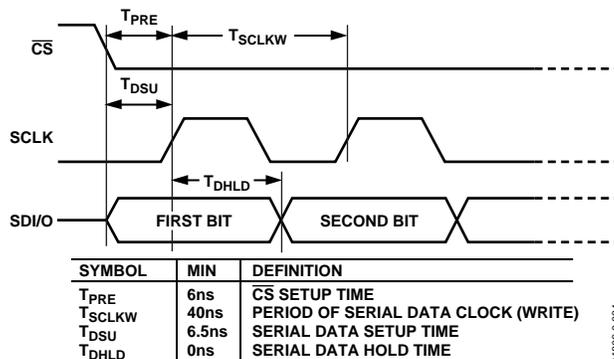 T_PRE
T_SCLKW
CS
T_DSU
SCLK
T_DHLD
SDI/O
FIRST BIT
SECOND BIT
SYMBOL MIN DEFINITION
T_PRE 6ns CS SETUP TIME
T_SCLKW 40ns PERIOD OF SERIAL DATA CLOCK (WRITE)
T_DSU 6.5ns SERIAL DATA SETUP TIME
T_DHLD 0ns SERIAL DATA HOLD TIME